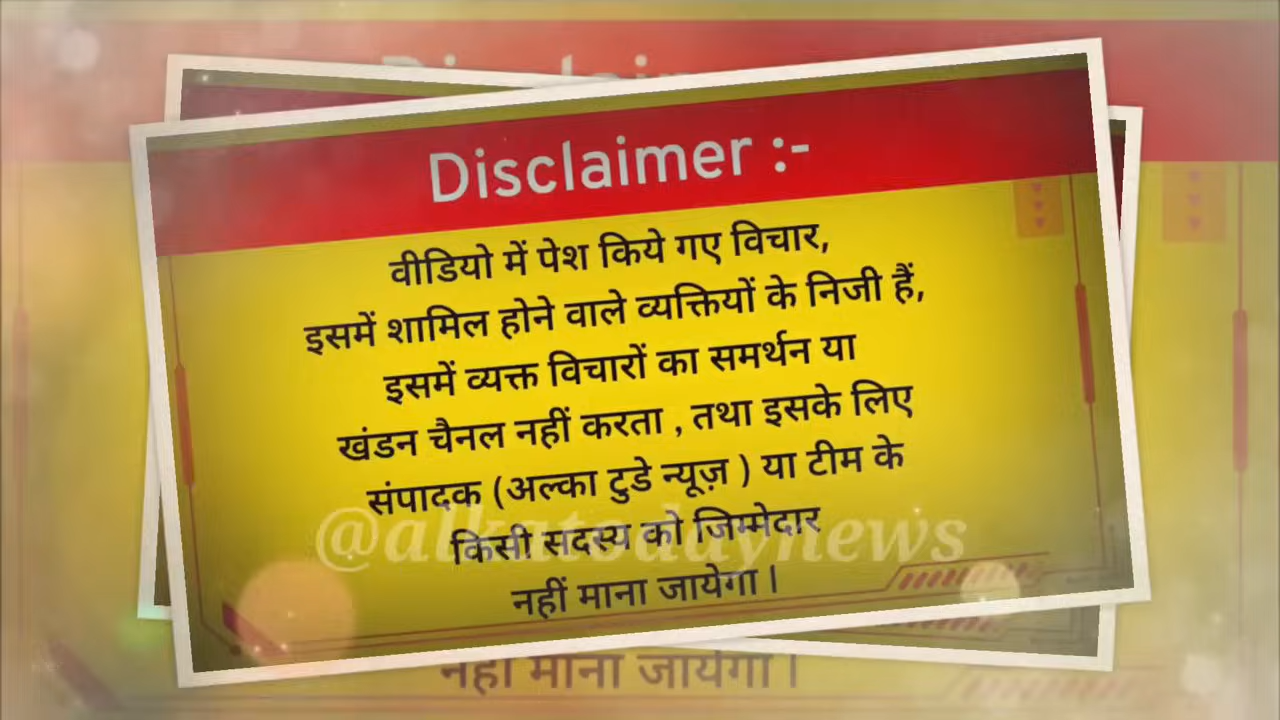 Disclaimer :-
वीडियो में पेश किये गए विचार,
इसमें शामिल होने वाले व्यक्तियों के निजी हैं,
इसमें व्यक्त विचारों का समर्थन या
खंडन चैनल नहीं करता , तथा इसके लिए
संपादक (अल्का टुडे न्यूज़ ) या टीम के
किसी सदस्य को जिम्मेदार
नहीं माना जायेगा ।
@alkatodaynews
नहीं माना जायेगा ।